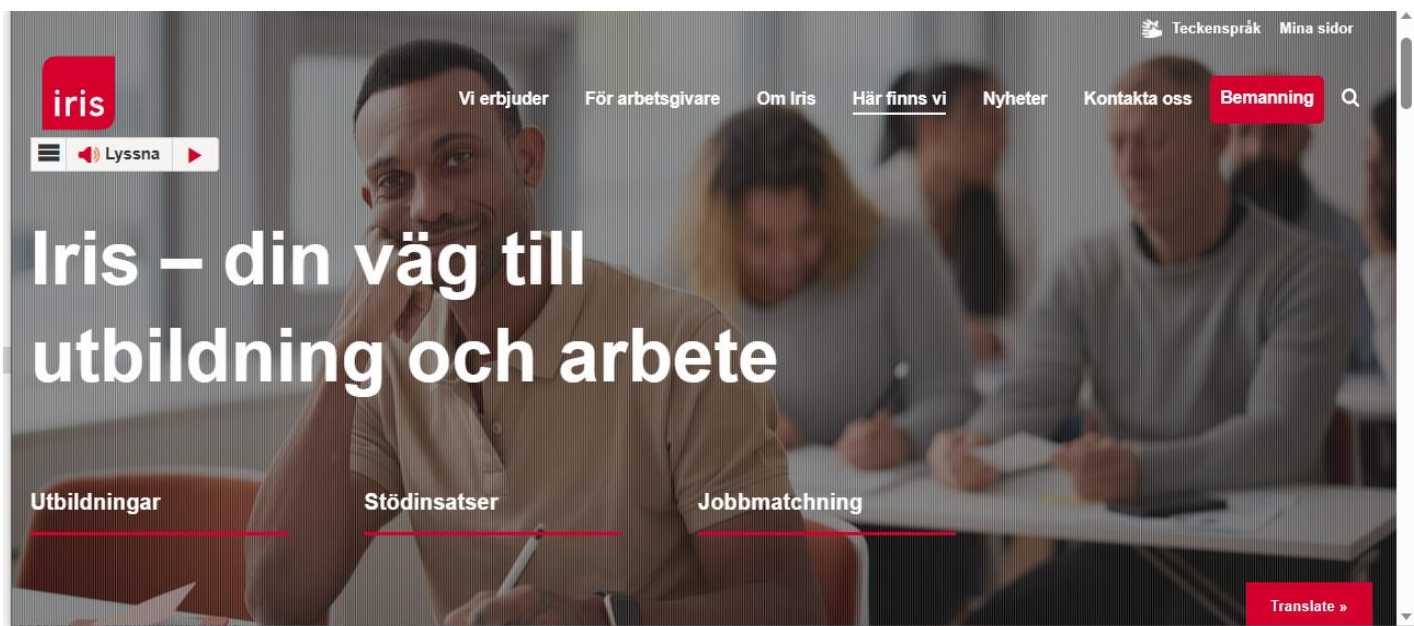 Teckenspråk Mina sidor
iris
Vi erbjuder För arbetsgivare Om Iris Här finns vi Nyheter Kontakta oss Bemanning
Lyssna
Iris – din väg till
utbildning och arbete
Utbildningar Stödinsatser Jobbmatchning
Translate »